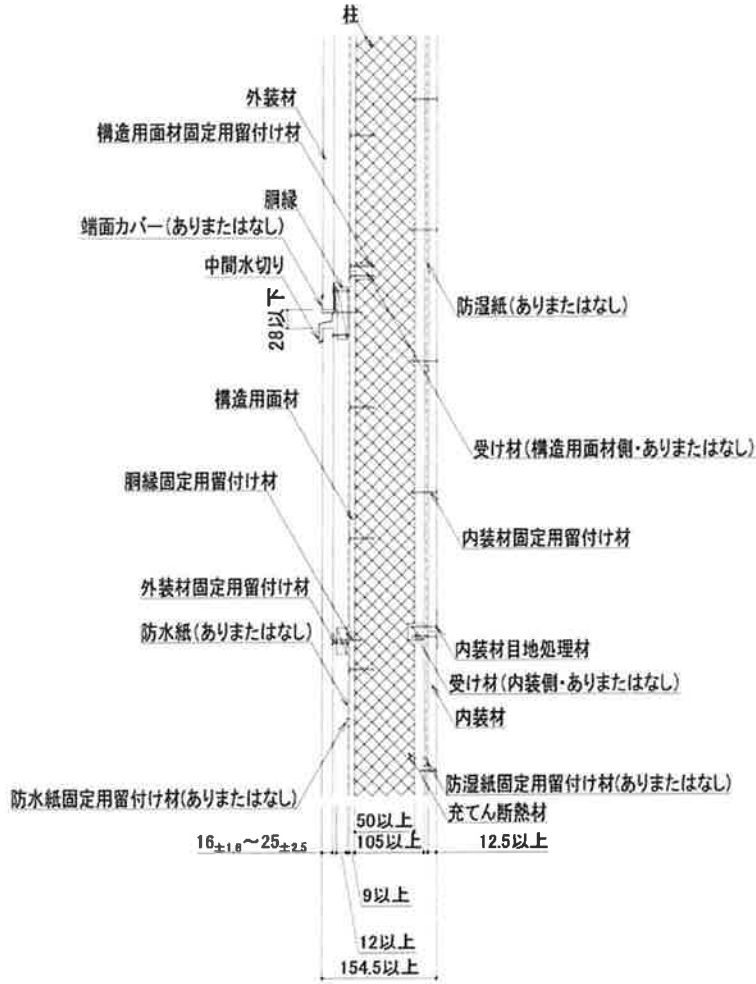 柱
外装材
構造用面材固定用留付け材
胴縁
端面カバー(ありまたはなし)
中間水切り
28以下
防湿紙(ありまたはなし)
構造用面材
受け材(構造用面材側・ありまたはなし)
胴縁固定用留付け材
内装材固定用留付け材
外装材固定用留付け材
防水紙(ありまたはなし)
内装材目地処理材
受け材(内装側・ありまたはなし)
内装材
防湿紙固定用留付け材(ありまたはなし)
防水紙固定用留付け材(ありまたはなし)
充てん断熱材
50以上
16±1.6～25±2.5
105以上
12.5以上
9以上
12以上
154.5以上